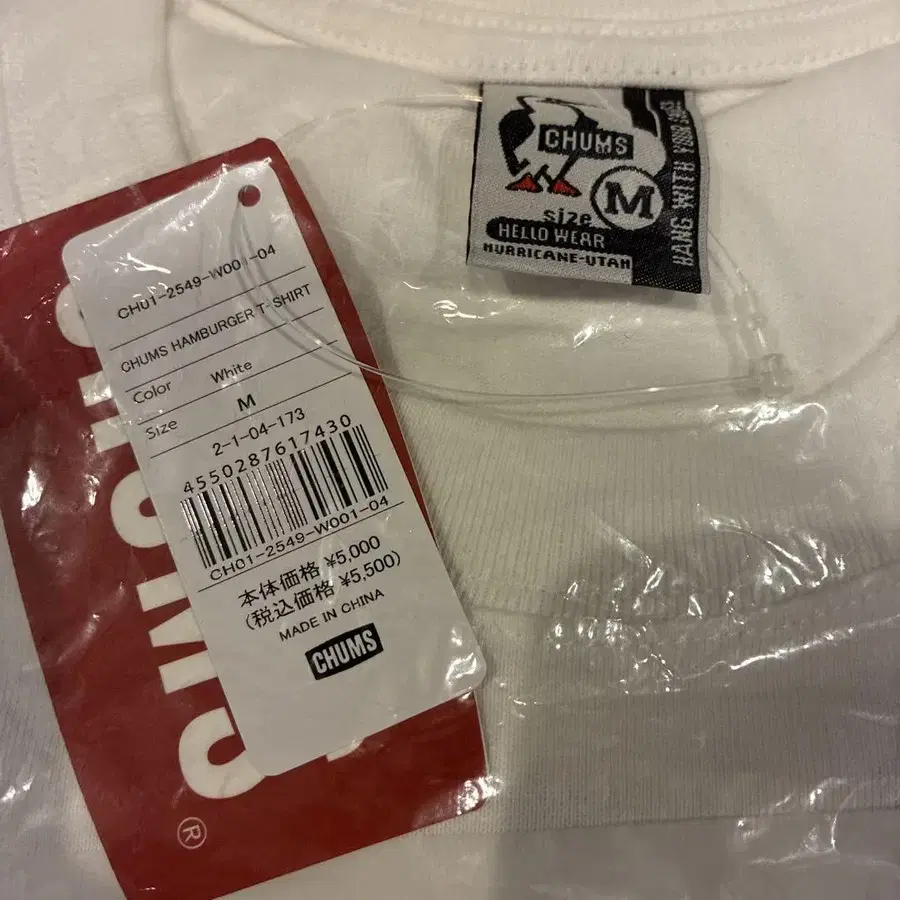 CHUMS
M
size
HELLO WEAR
HURRICANE-UTAH
HANG WITH YOUR
CH01-2549-W001-04
CHUMS HAMBURGER T-SHIRT
Color White
Size M
2-1-04-173
4550287617430
CH01-2549-W001-04
本体価格 ¥5,000
(税込価格 ¥5,500)
MADE IN CHINA
CHUMS
®